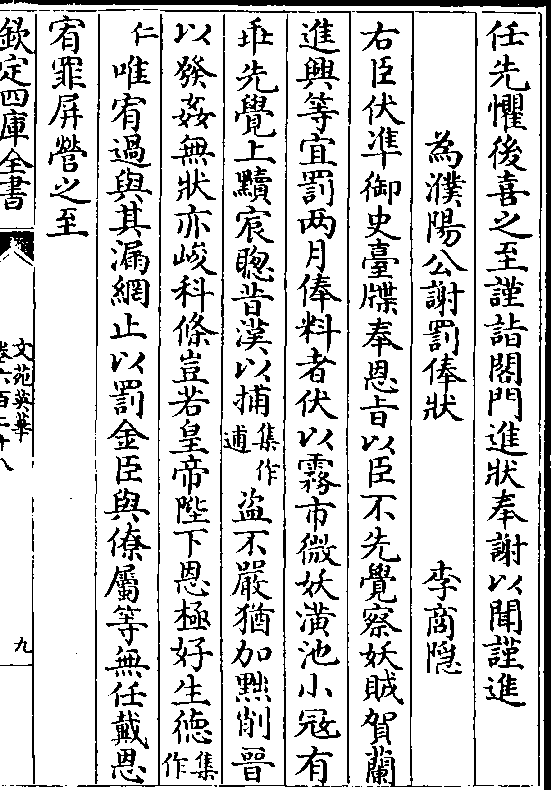 任先懼後喜之至謹詣閤門進狀奉謝以聞謹進
為濮陽公謝罰俸狀 李商隠
右臣伏凖御史臺牒奉恩㫖以臣不先覺察妖賊賀蘭
進興等宜罰两月俸料者伏以霧市微妖潢池小冦有
乖先覺上黷宸聰昔漢以捕集作逋盗不嚴猶加黜削晉
以發姦無狀亦峻科條豈若皇帝陛下恩極好生德集作
仁唯宥過與其漏網止以罰金臣與僚屬等無任戴恩
宥罪屏營之至
欽定四庫全書
文苑英華
卷六百二十八
九